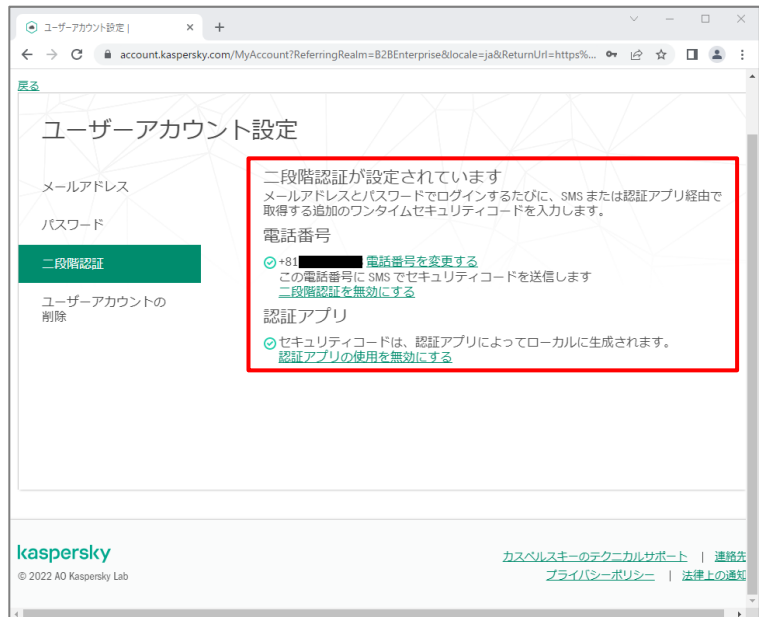 ユーザーアカウント設定 |
account.kaspersky.com/MyAccount?ReferringRealm=B2BEnterprise&locale=ja&ReturnUrl=https%...
戻る
ユーザーアカウント設定
メールアドレス
パスワード
二段階認証
ユーザーアカウントの
削除
二段階認証が設定されています
メールアドレスとパスワードでログインするたびに、SMS または認証アプリ経由で
取得する追加のワンタイムセキュリティコードを入力します。
電話番号
+81 電話番号を変更する
この電話番号に SMS でセキュリティコードを送信します
二段階認証を無効にする
認証アプリ
セキュリティコードは、認証アプリによってローカルに生成されます。
認証アプリの使用を無効にする
kaspersky
© 2022 AO Kaspersky Lab
カスペルスキーのテクニカルサポート | 連絡先
プライバシーポリシー | 法律上の通知